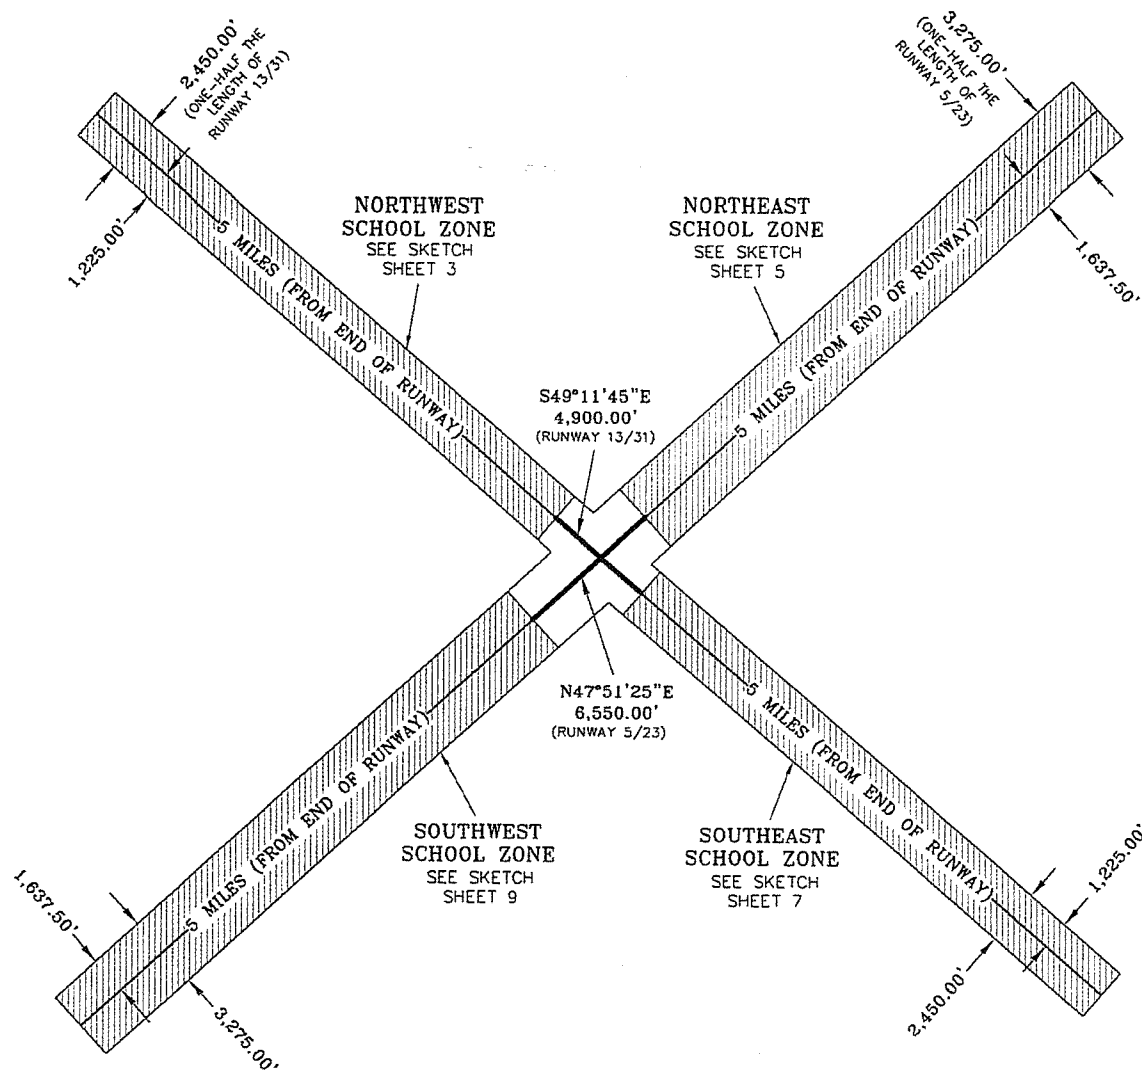 2,450.00'
(ONE-HALF THE
LENGTH OF
RUNWAY 13/31)
3,275.00'
(ONE-HALF THE
LENGTH OF
RUNWAY 5/23)
1,225.00'
1,637.50'
NORTHWEST
SCHOOL ZONE
SEE SKETCH
SHEET 3
NORTHEAST
SCHOOL ZONE
SEE SKETCH
SHEET 5
5 MILES (FROM END OF RUNWAY)
5 MILES (FROM END OF RUNWAY)
S49°11'45"E
4,900.00'
(RUNWAY 13/31)
N47°51'25"E
6,550.00'
(RUNWAY 5/23)
5 MILES (FROM END OF RUNWAY)
5 MILES (FROM END OF RUNWAY)
SOUTHWEST
SCHOOL ZONE
SEE SKETCH
SHEET 9
SOUTHEAST
SCHOOL ZONE
SEE SKETCH
SHEET 7
1,637.50'
3,275.00'
1,225.00'
2,450.00'